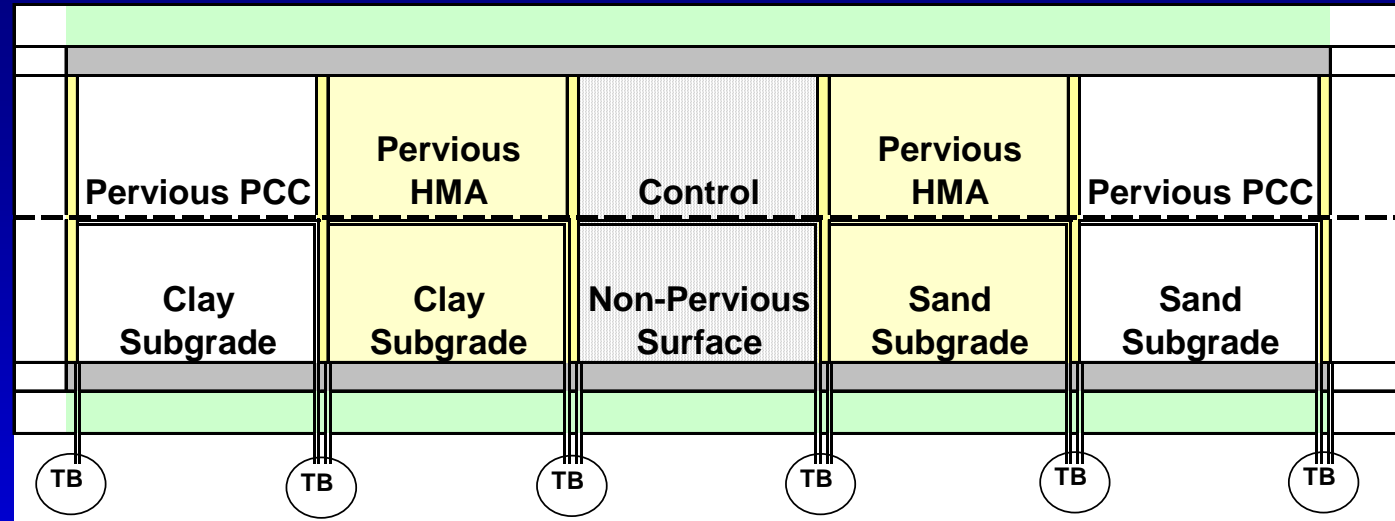 Pervious PCC
Pervious
HMA
Control
Pervious
HMA
Pervious PCC
Clay
Subgrade
Clay
Subgrade
Non-Pervious
Surface
Sand
Subgrade
Sand
Subgrade
TB
TB
TB
TB
TB
TB